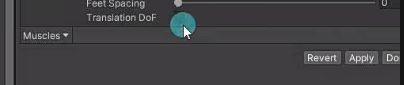 Feet Spacing 0
Translation DoF
Muscles
Revert Apply Do